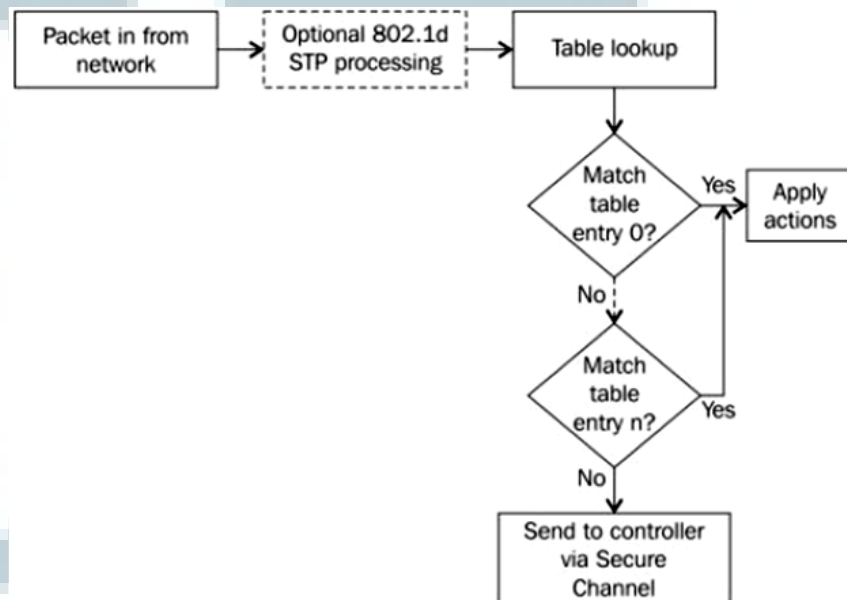 Packet in from
network
Optional 802.1d
STP processing
Table lookup
Match
table
entry 0?
Yes
Apply
actions
No
Match
table
entry n?
Yes
No
Send to controller
via Secure
Channel